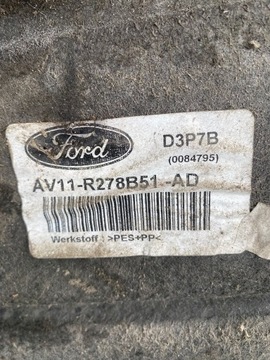 Ford
D3P7B
(0084795)
AV11-R278B51-AD
Werkstoff : >PES+PP<